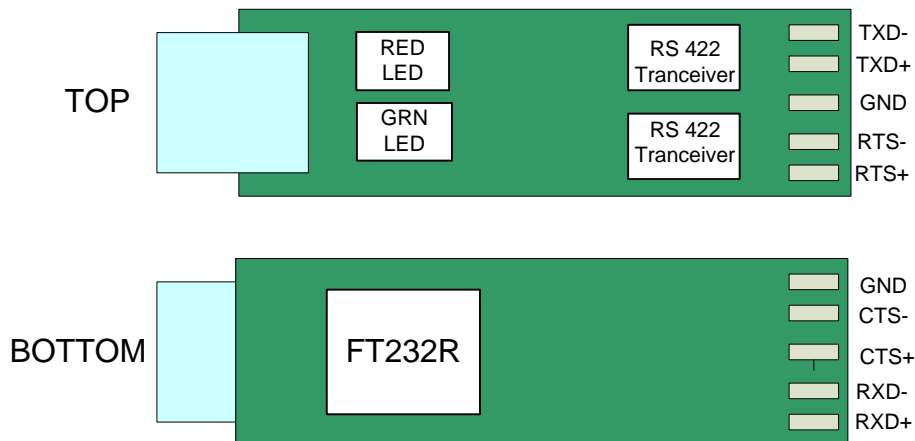 TOP
RED
LED
GRN
LED
RS 422
Tranceiver
RS 422
Tranceiver
TXD-
TXD+
GND
RTS-
RTS+
BOTTOM
FT232R
GND
CTS-
CTS+
RXD-
RXD+